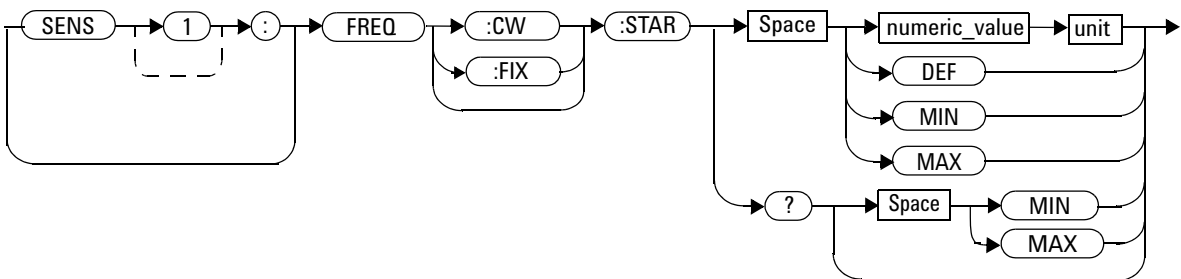 SENS 1 : FREQ :CW :STAR Space numeric_value unit
:FIX DEF
MIN
MAX
? Space MIN
MAX